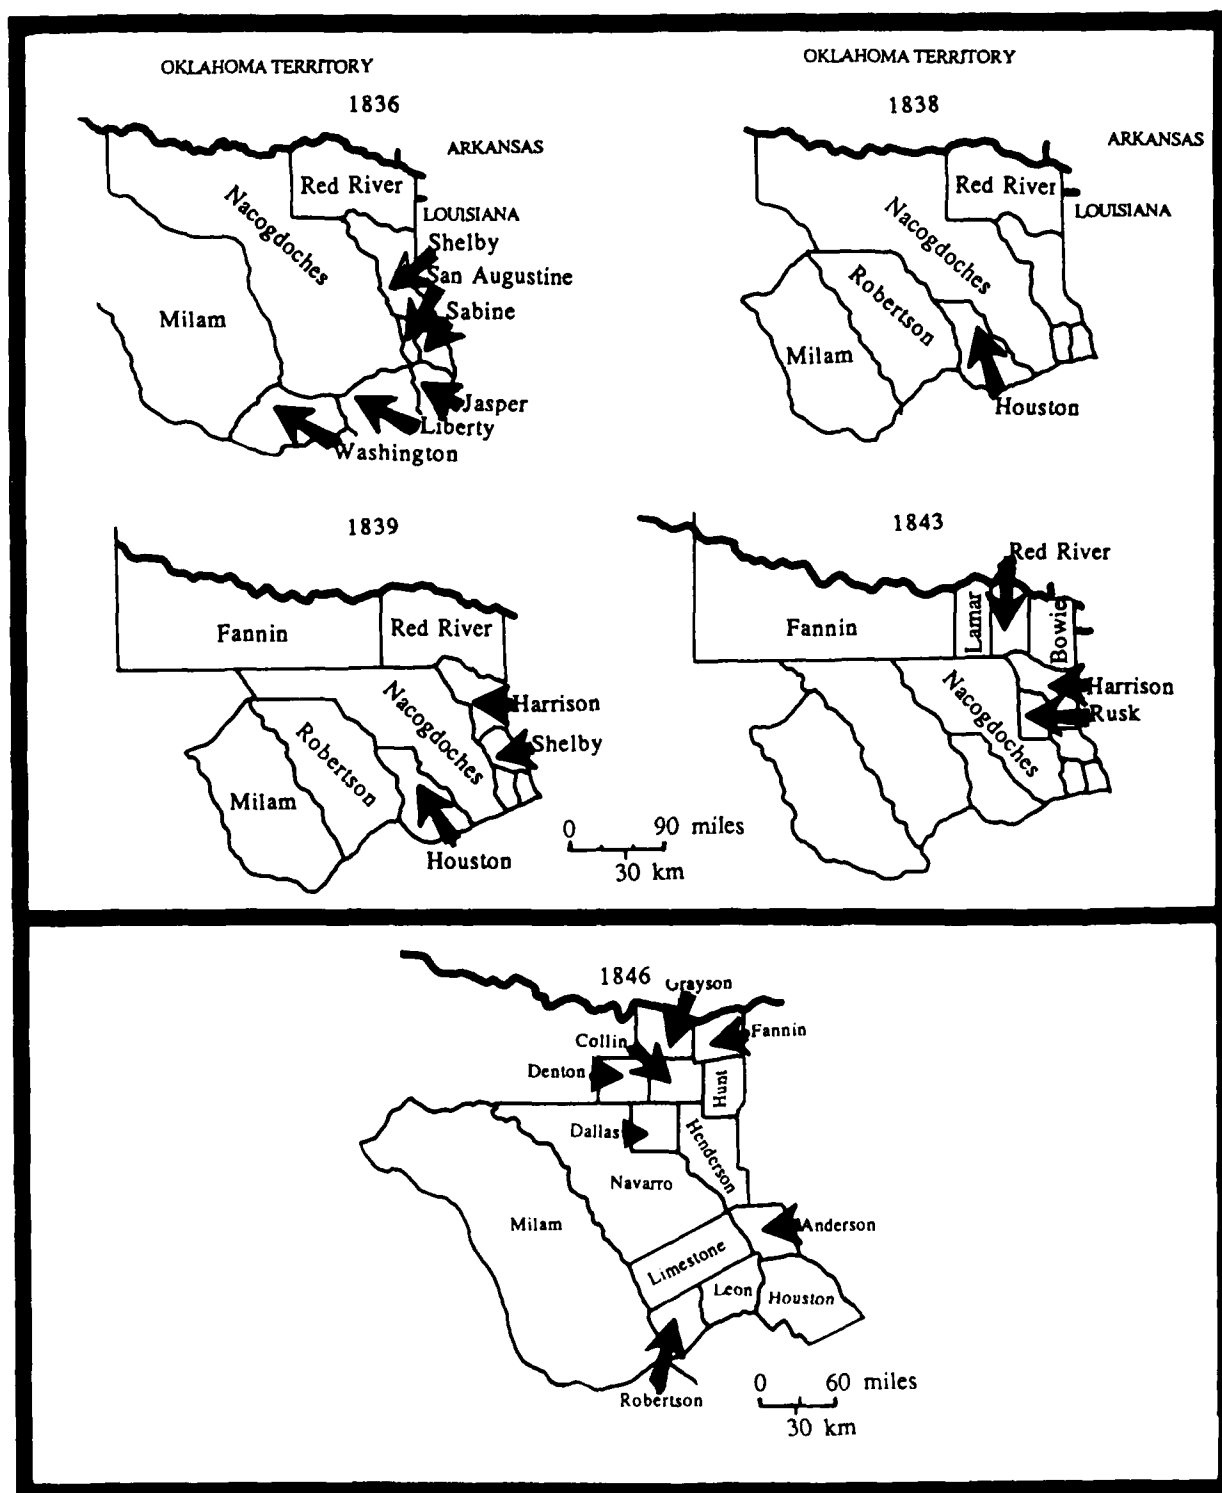 OKLAHOMA TERRITORY
1836
ARKANSAS
Red River
Nacogdoches
LOUISIANA
Shelby
San Augustine
Sabine
Milam
Jasper
Liberty
Washington
OKLAHOMA TERRITORY
1838
ARKANSAS
Red River
LOUISIANA
Nacogdoches
Robertson
Milam
Houston
1839
Fannin
Red River
Nacogdoches
Harrison
Robertson
Shelby
Milam
Houston
0 90 miles
30 km
1843
Red River
Fannin
Lamar
Bowie
Nacogdoches
Harrison
Rusk
1846
Grayson
Collin
Fannin
Denton
Hunt
Dallas
Henderson
Navarro
Milam
Anderson
Limestone
Leon
Houston
Robertson
0 60 miles
30 km